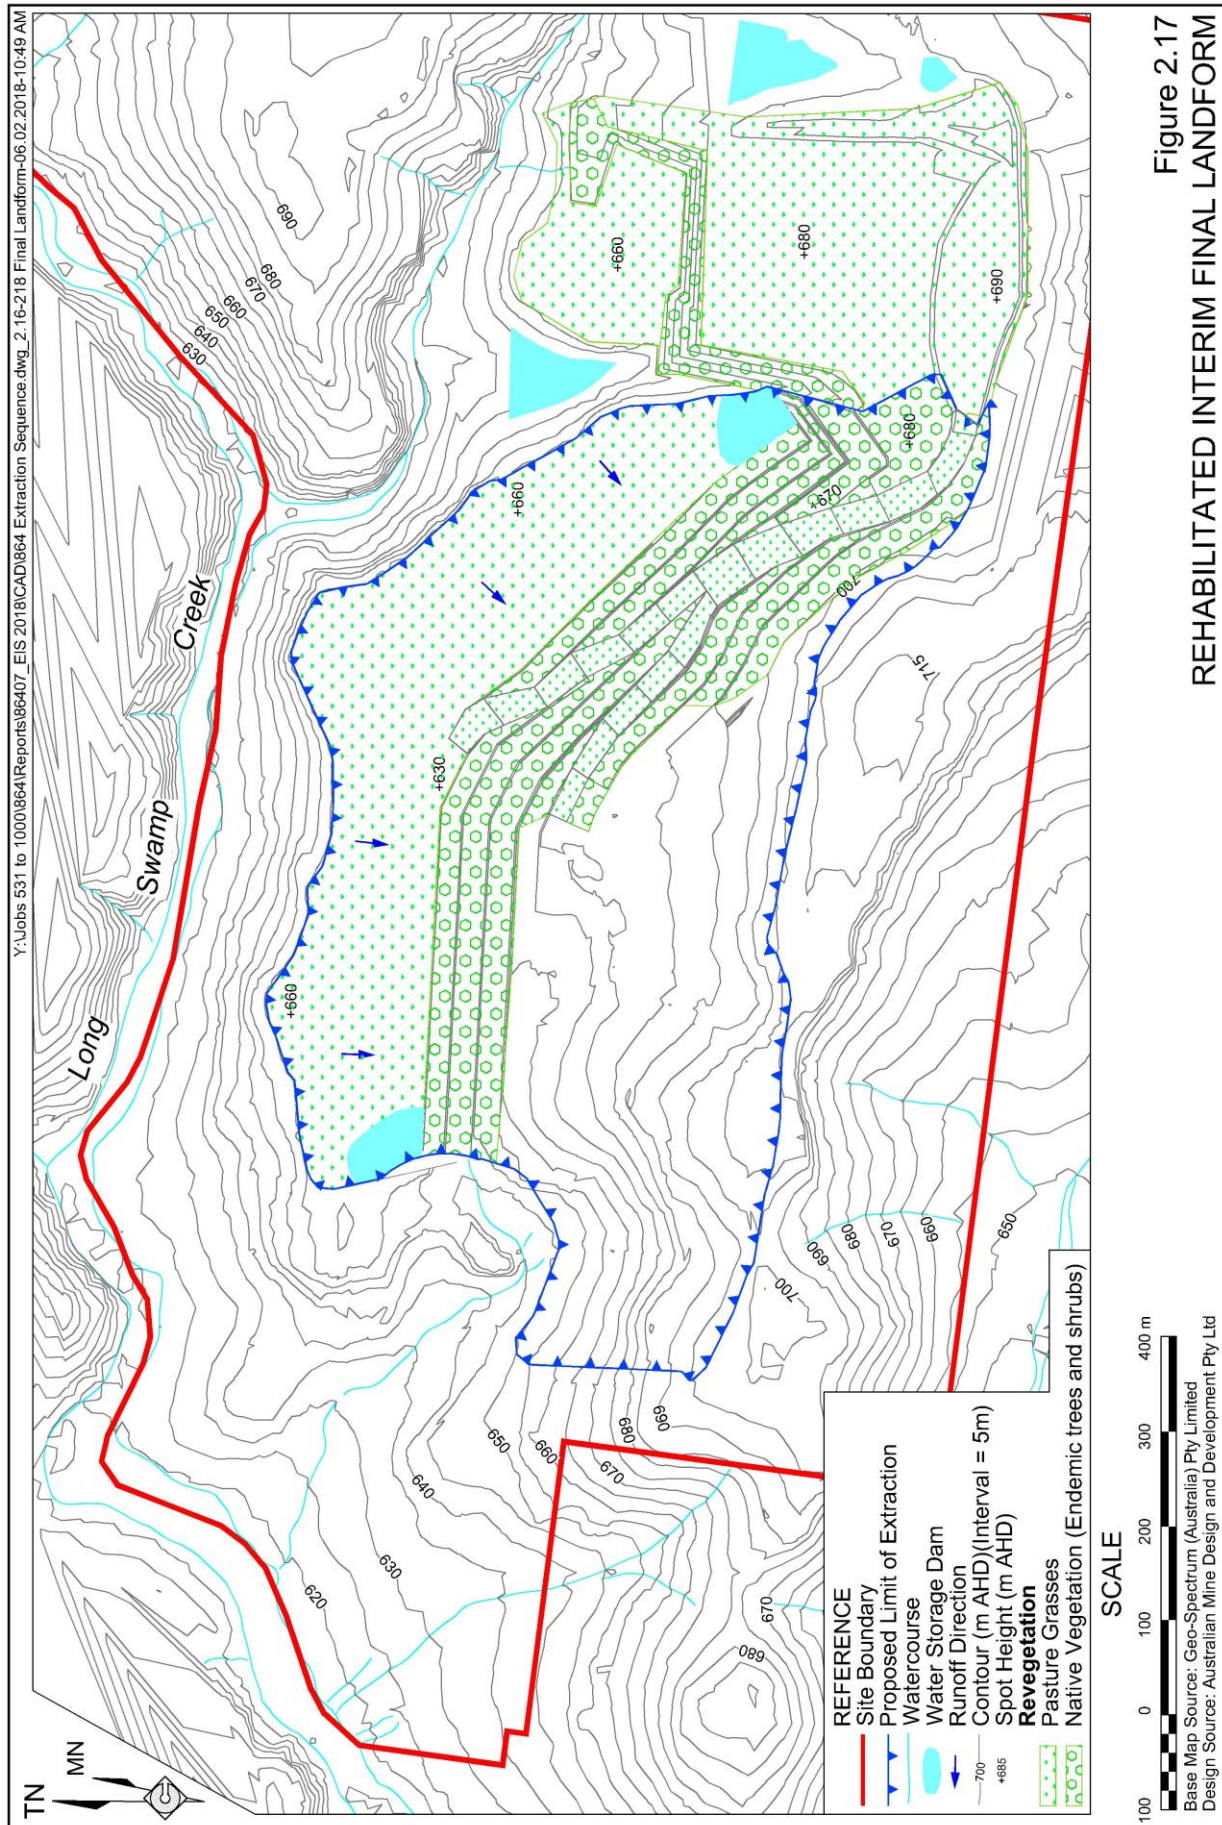 Y:\Jobs 531 to 1000\864\Reports\86407_EIS 2018\CAD\864 Extraction Sequence.dwg_2.16-218 Final Landform-06.02.2018-10:49 AM
TN
MN
Long
Swamp
Creek
690
680
670
660
650
640
630
+660
+660
+630
+660
+680
+690
+680
+670
700
715
620
630
640
650
660
670
680
690
700
690
680
670
660
650
670
680
REFERENCE
Site Boundary
Proposed Limit of Extraction
Watercourse
Water Storage Dam
Runoff Direction
700
Contour (m AHD)(Interval = 5m)
+685
Spot Height (m AHD)
Revegetation
Pasture Grasses
Native Vegetation (Endemic trees and shrubs)
SCALE
100 0 100 200 300 400 m
Base Map Source: Geo-Spectrum (Australia) Pty Limited
Design Source: Australian Mine Design and Development Pty Ltd
Figure 2.17
REHABILITATED INTERIM FINAL LANDFORM